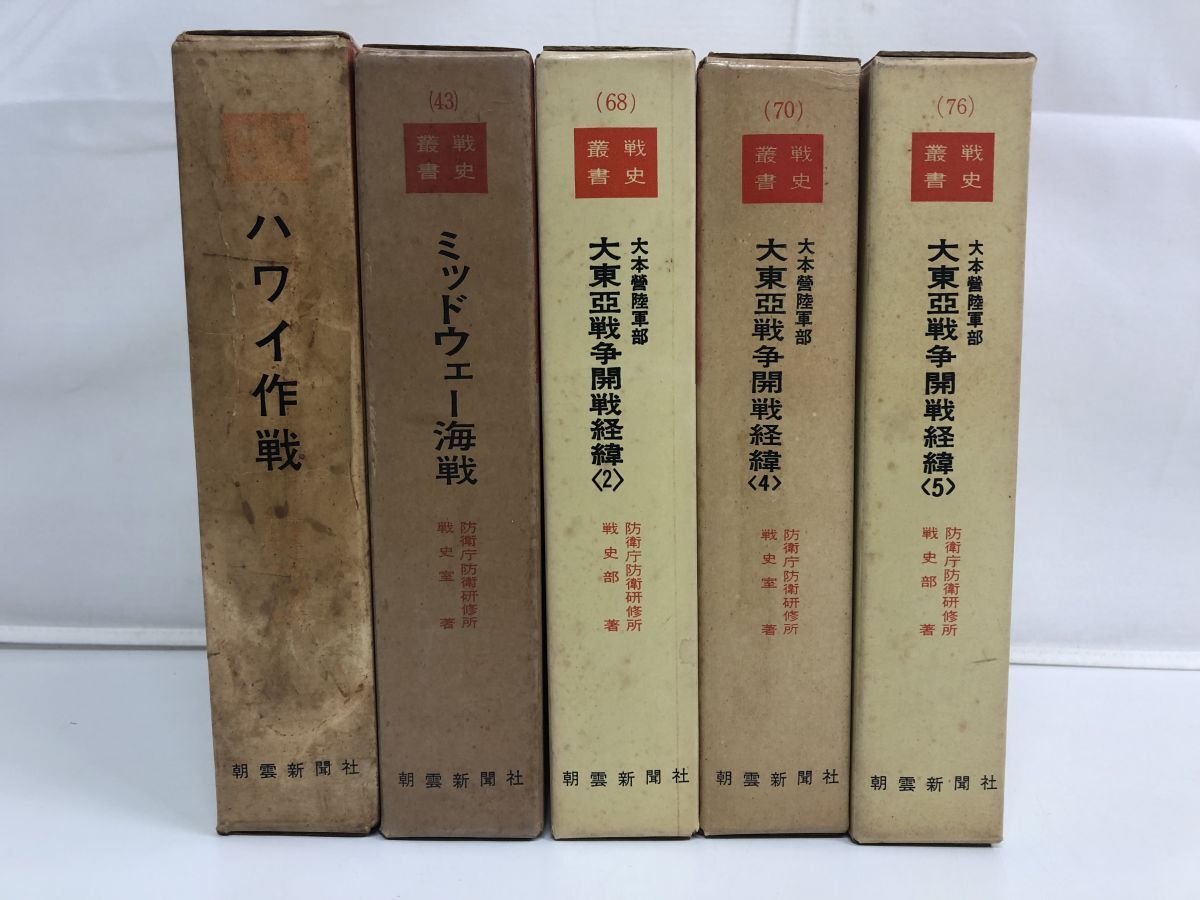 ハワイ作戦
朝雲新聞社
(43)
戦史
叢書
ミッドウェー海戦
防衛庁防衛研修所
戦史室 著
朝雲新聞社
(68)
戦史
叢書
大本營陸軍部
大東亞戦争開戦経緯〈2〉
防衛庁防衛研修所
戦史部 著
朝雲新聞社
(70)
戦史
叢書
大本營陸軍部
大東亞戦争開戦経緯〈4〉
防衛庁防衛研修所
戦史室 著
朝雲新聞社
(76)
戦史
叢書
大本營陸軍部
大東亞戦争開戦経緯〈5〉
防衛庁防衛研修所
戦史部 著
朝雲新聞社